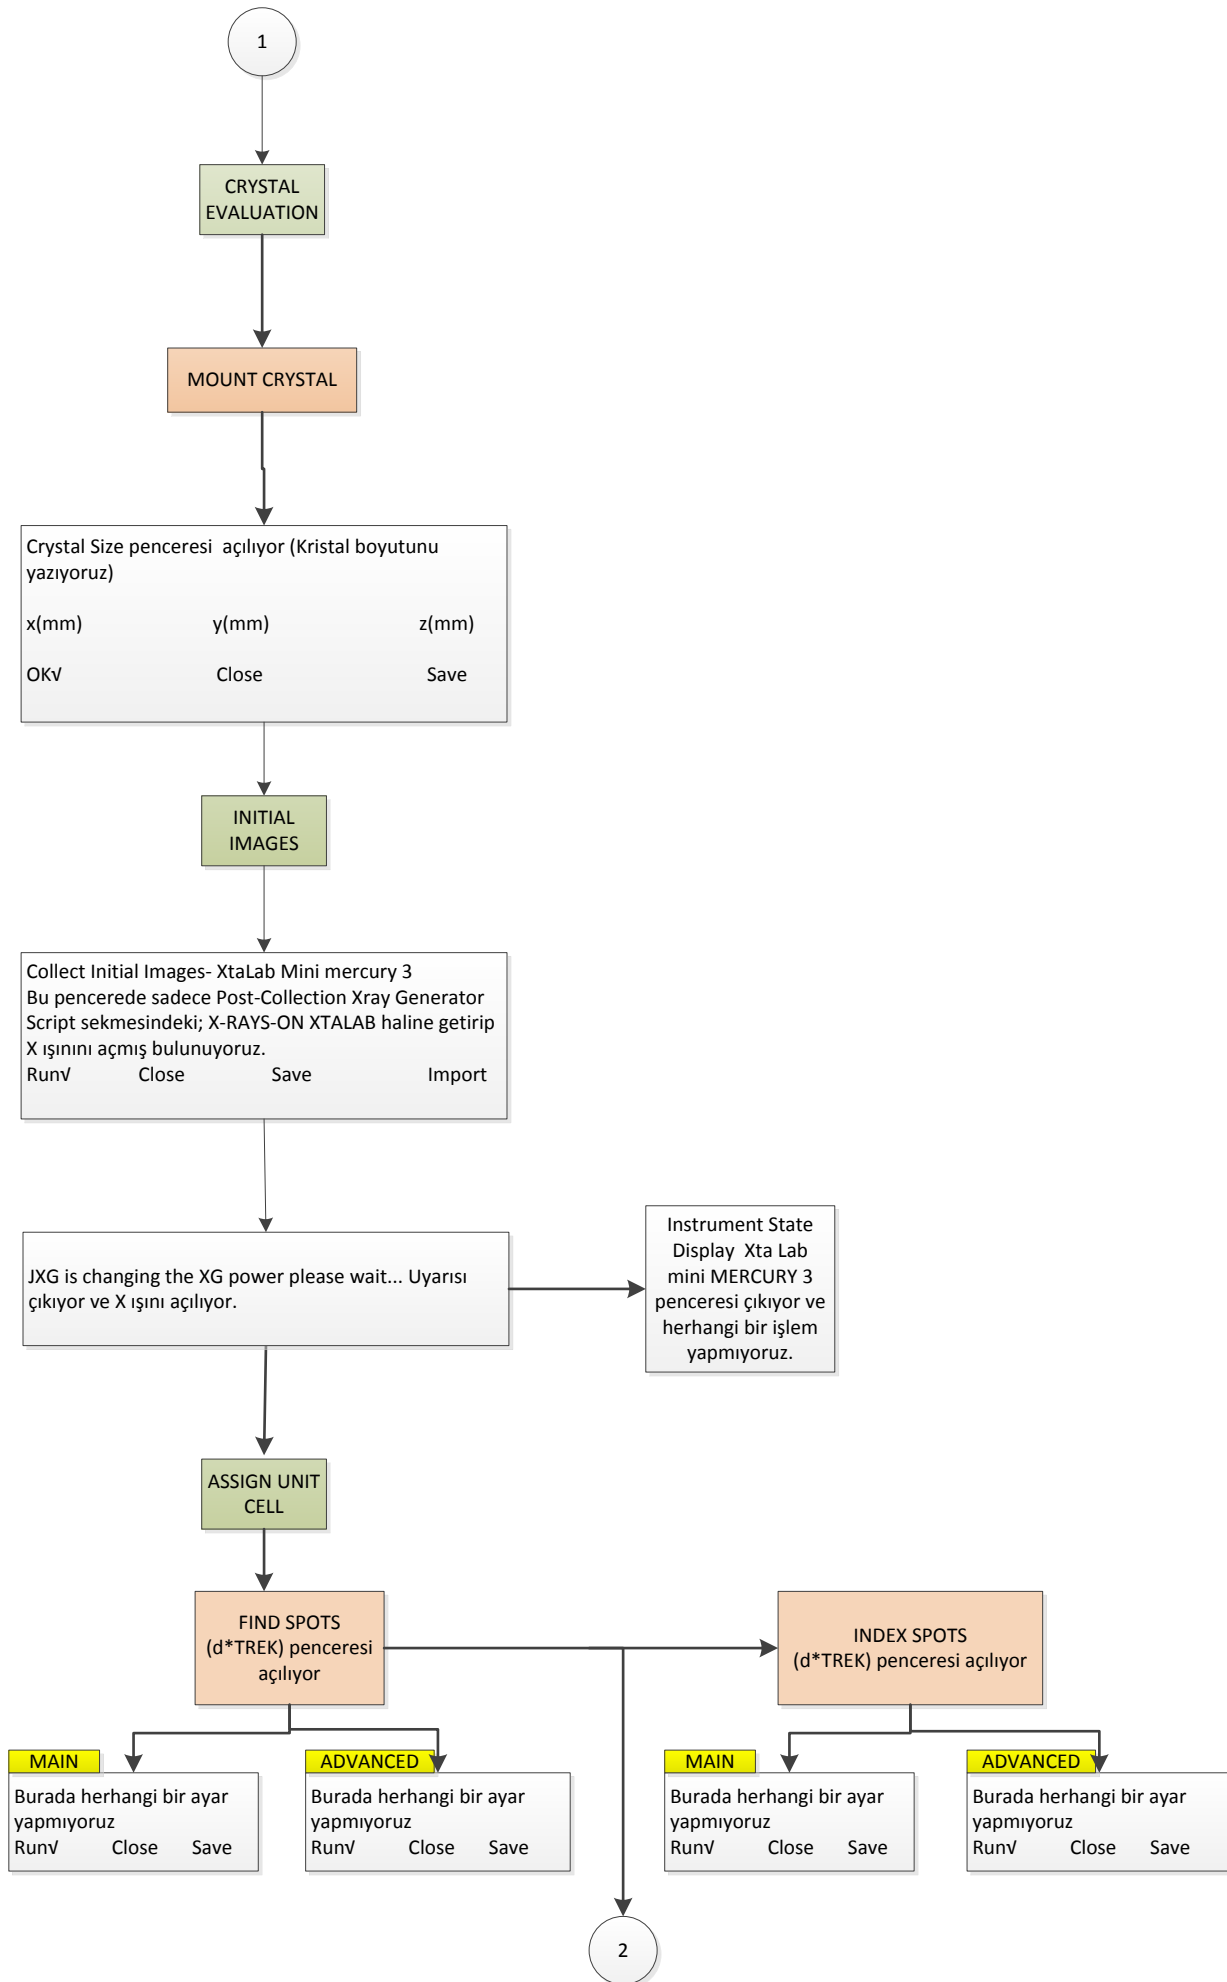 1
CRYSTAL
EVALUATION
MOUNT CRYSTAL
Crystal Size penceresi  açılıyor (Kristal boyutunu
yazıyoruz)
x(mm) y(mm) z(mm)
OK√ Close Save
INITIAL
IMAGES
Collect Initial Images- XtaLab Mini mercury 3
Bu pencerede sadece Post-Collection Xray Generator
Script sekmesindeki; X-RAYS-ON XTALAB haline getirip
X ışınını açmış bulunuyoruz.
Run√ Close Save Import
JXG is changing the XG power please wait... Uyarısı
çıkıyor ve X ışını açılıyor.
Instrument State
Display  Xta Lab
mini MERCURY 3
penceresi çıkıyor ve
herhangi bir işlem
yapmıyoruz.
ASSIGN UNIT
CELL
FIND SPOTS
(d*TREK) penceresi
açılıyor
INDEX SPOTS
(d*TREK) penceresi açılıyor
MAIN
Burada herhangi bir ayar
yapmıyoruz
Run√ Close Save
ADVANCED
Burada herhangi bir ayar
yapmıyoruz
Run√ Close Save
MAIN
Burada herhangi bir ayar
yapmıyoruz
Run√ Close Save
ADVANCED
Burada herhangi bir ayar
yapmıyoruz
Run√ Close Save
2